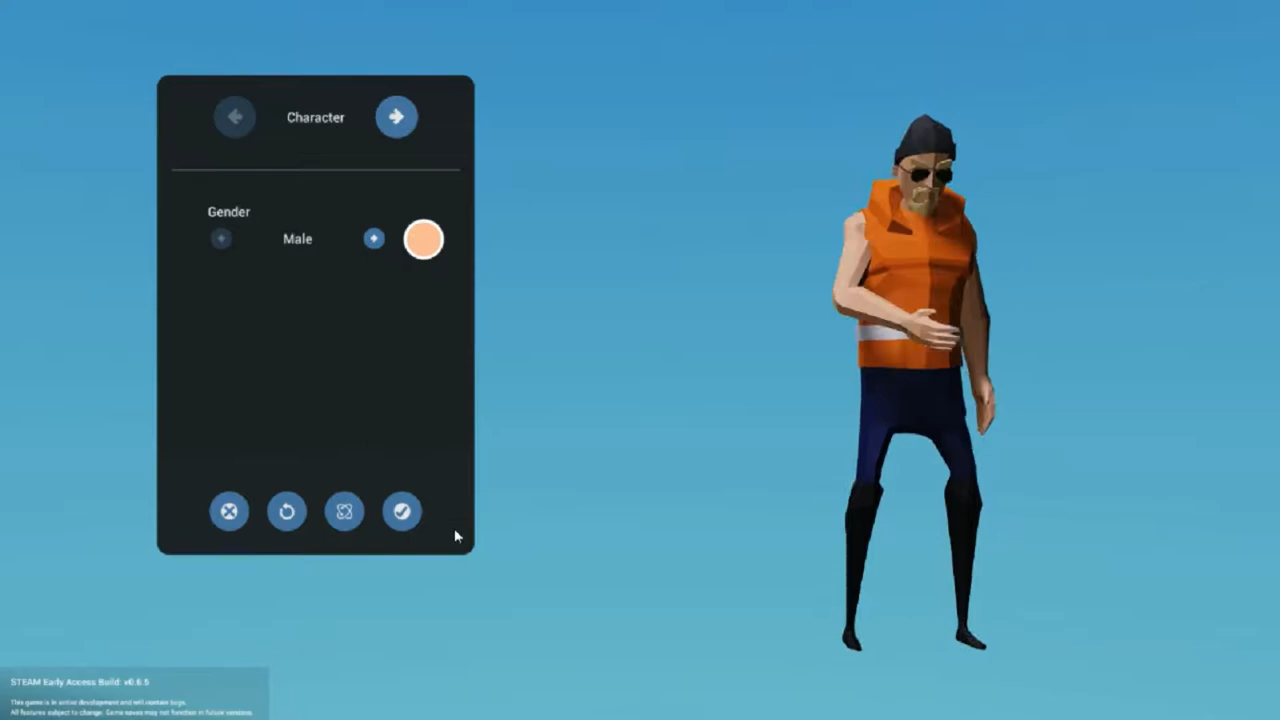 Character
Gender
Male
STEAM Early Access Build: v0.6.5
This game is in active development and will contain bugs.
All features subject to change. Game saves may not function in future versions.